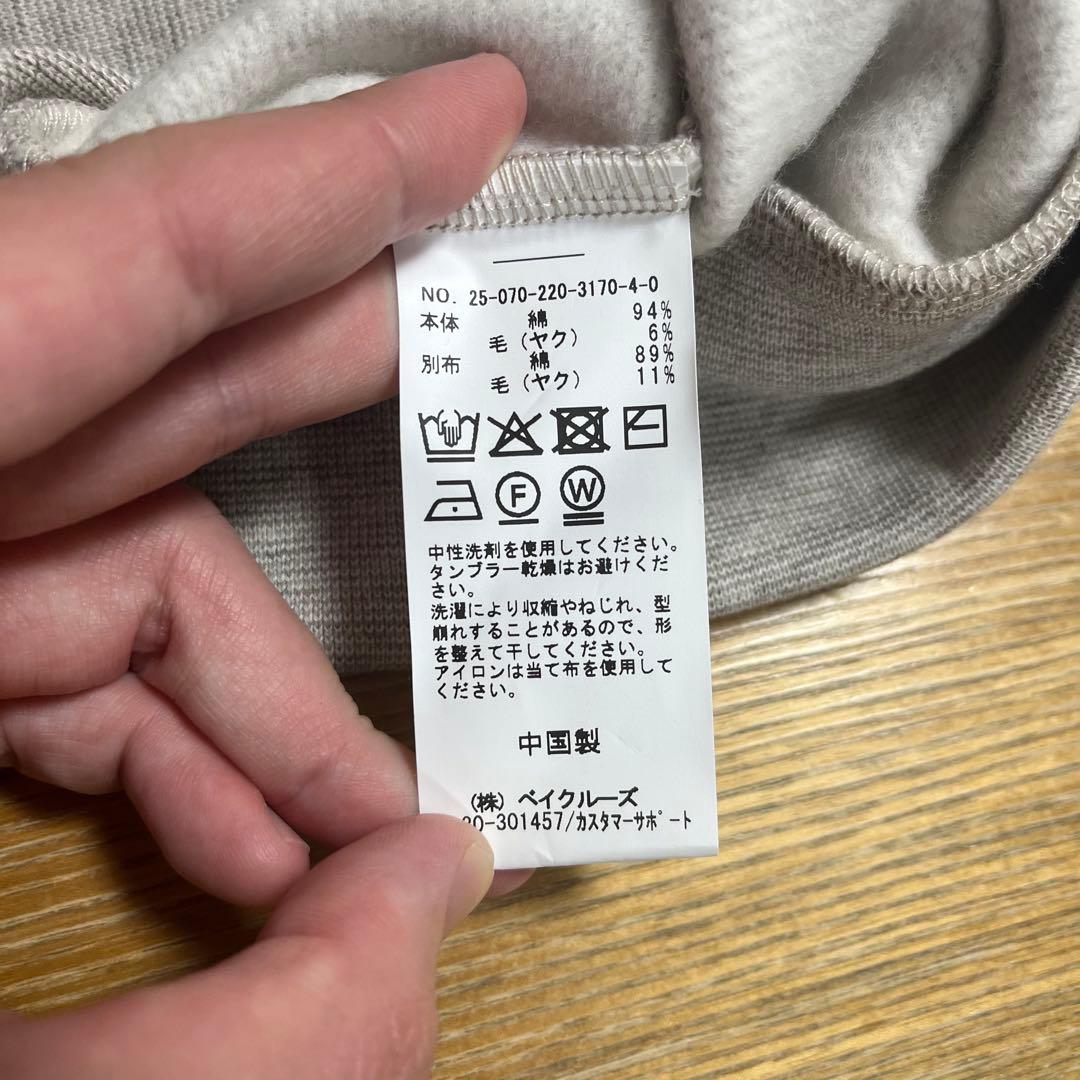 NO. 25-070-220-3170-4-0
本体 綿 94%
毛（ヤク） 6%
別布 綿 89%
毛（ヤク） 11%
F W
中性洗剤を使用してください。
タンブラー乾燥はお避けくだ
さい。
洗濯により収縮やねじれ、型
崩れすることがあるので、形
を整えて干してください。
アイロンは当て布を使用して
ください。
中国製
(株) ベイクルーズ
-301457/ｶｽﾀﾏｰｻﾎﾟｰﾄ